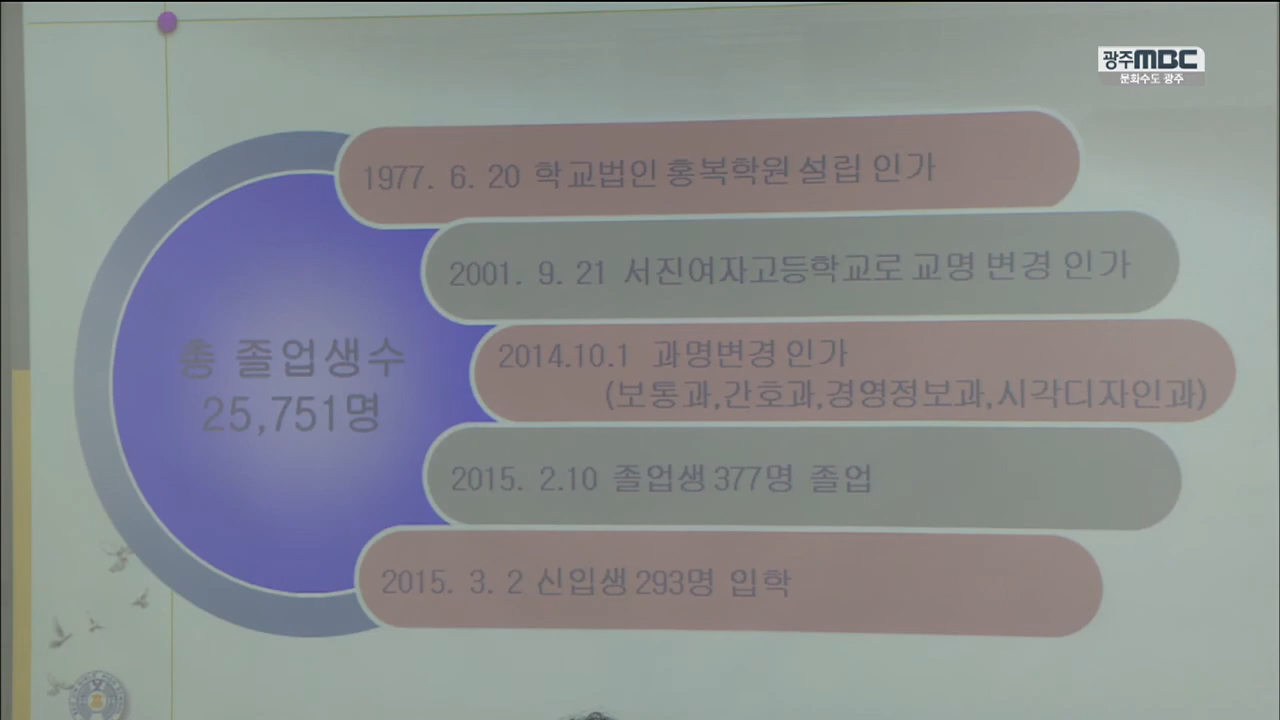 광주MBC
문화수도 광주
1977. 6. 20 학교법인 홍복학원 설립 인가
2001. 9. 21 서진여자고등학교로 교명 변경 인가
2014.10.1 과명변경 인가
(보통과,간호과,경영정보과,시각디자인과)
총 졸업생수
25,751명
2015. 2.10 졸업생 377명 졸업
2015. 3. 2 신입생 293명 입학